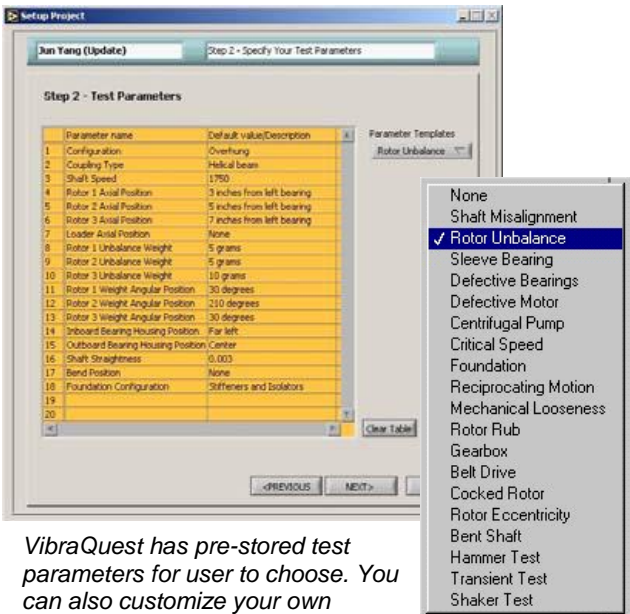 Setup Project
Jun Yang (Update)
Step 2 - Specify Your Test Parameters
Step 2 - Test Parameters
Parameter name Default value/Description
1 Configuration Overhung
2 Coupling Type Helical beam
3 Shaft Speed 1750
4 Rotor 1 Axial Position 3 inches from left bearing
5 Rotor 2 Axial Position 5 inches from left bearing
6 Rotor 3 Axial Position 7 inches from left bearing
7 Loader Axial Position None
8 Rotor 1 Unbalance Weight 5 grams
9 Rotor 2 Unbalance Weight 5 grams
10 Rotor 3 Unbalance Weight 10 grams
11 Rotor 1 Weight Angular Position 30 degrees
12 Rotor 2 Weight Angular Position 210 degrees
13 Rotor 3 Weight Angular Position 30 degrees
14 Inboard Bearing Housing Position Far left
15 Outboard Bearing Housing Position Center
16 Shaft Straightness 0.003
17 Bend Position None
18 Foundation Configuration Stiffeners and Isolators
19
20
Parameter Templates
Rotor Unbalance
Clear Table
<PREVIOUS
NEXT>
None
Shaft Misalignment
✓ Rotor Unbalance
Sleeve Bearing
Defective Bearings
Defective Motor
Centrifugal Pump
Critical Speed
Foundation
Reciprocating Motion
Mechanical Looseness
Rotor Rub
Gearbox
Belt Drive
Cocked Rotor
Rotor Eccentricity
Bent Shaft
Hammer Test
Transient Test
Shaker Test
VibraQuest has pre-stored test
parameters for user to choose. You
can also customize your own